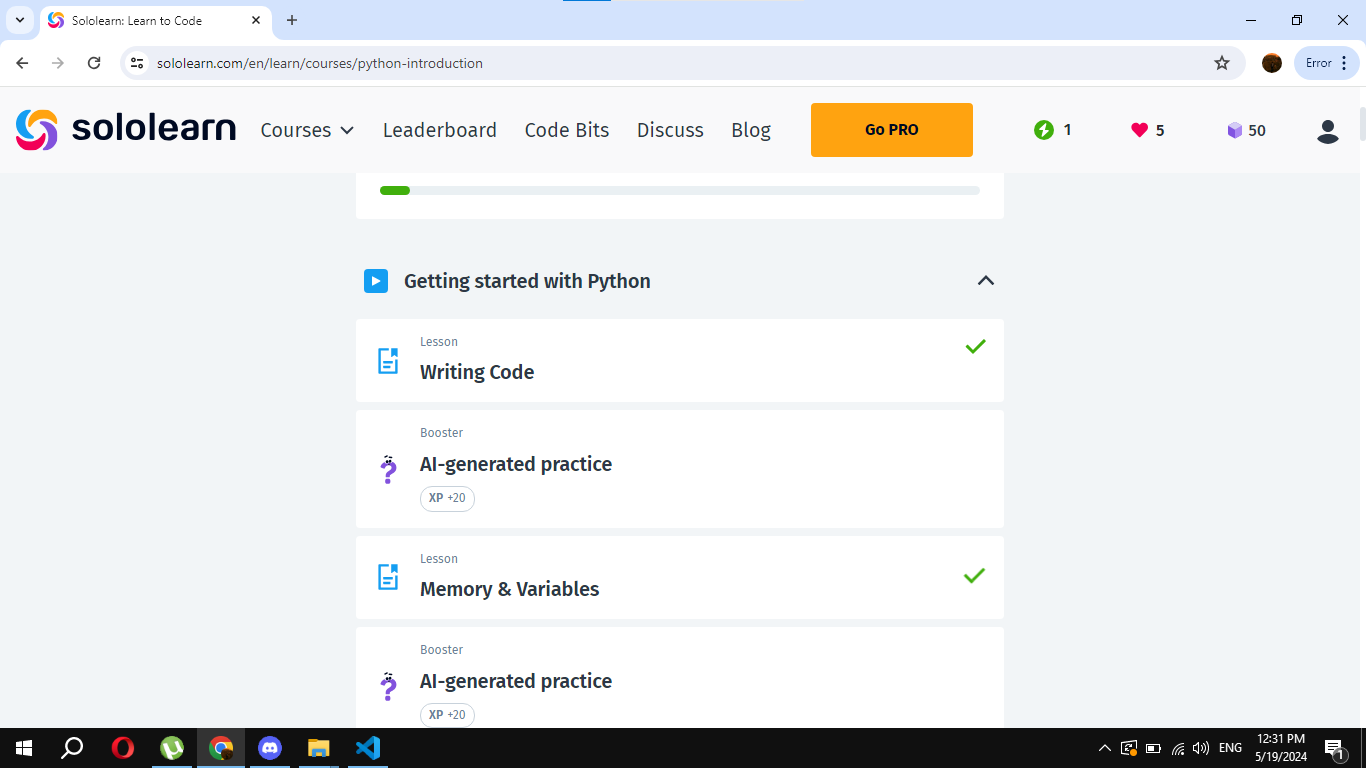 Sololearn: Learn to Code
sololearn.com/en/learn/courses/python-introduction
Error
sololearn
Courses
Leaderboard
Code Bits
Discuss
Blog
Go PRO
1
5
50
Getting started with Python
Lesson
Writing Code
Booster
AI-generated practice
XP +20
Lesson
Memory & Variables
Booster
AI-generated practice
XP +20
ENG
12:31 PM
5/19/2024
1